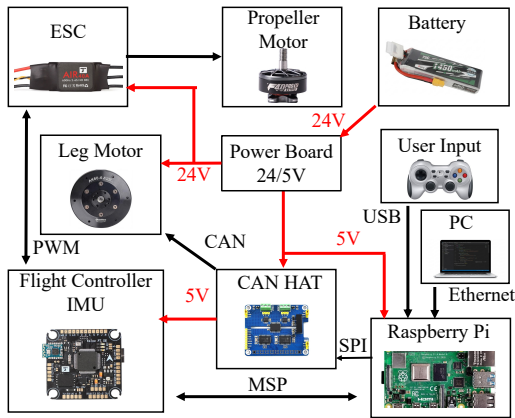 ESC
Propeller
Motor
Battery
24V
Leg Motor
24V
Power Board
24/5V
User Input
USB
PC
PWM
CAN
5V
Ethernet
Flight Controller
IMU
5V
CAN HAT
SPI
Raspberry Pi
MSP
1450